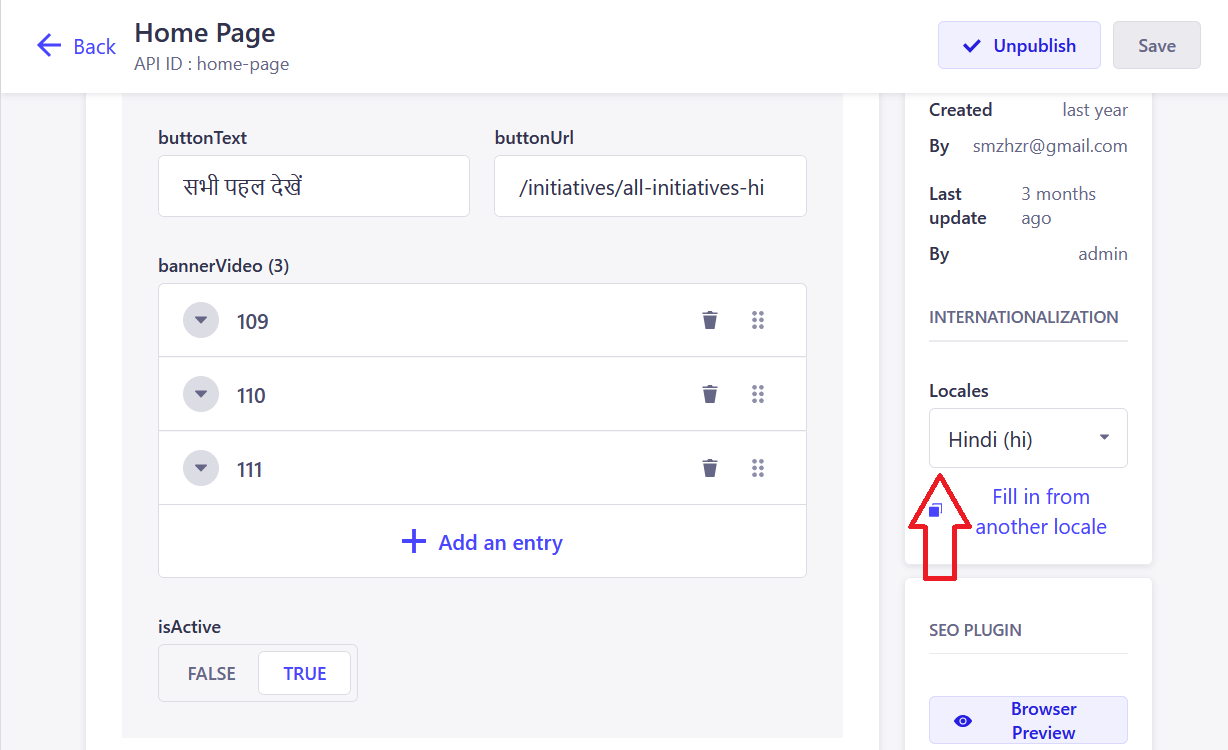 Back
Home Page
API ID : home-page
Unpublish
Save
buttonText
buttonUrl
सभी पहल देखें
/initiatives/all-initiatives-hi
bannerVideo (3)
109
110
111
Add an entry
isActive
FALSE
TRUE
Created
last year
By
smzhzr@gmail.com
Last
update
3 months
ago
By
admin
INTERNATIONALIZATION
Locales
Hindi (hi)
Fill in from
another locale
SEO PLUGIN
Browser
Preview